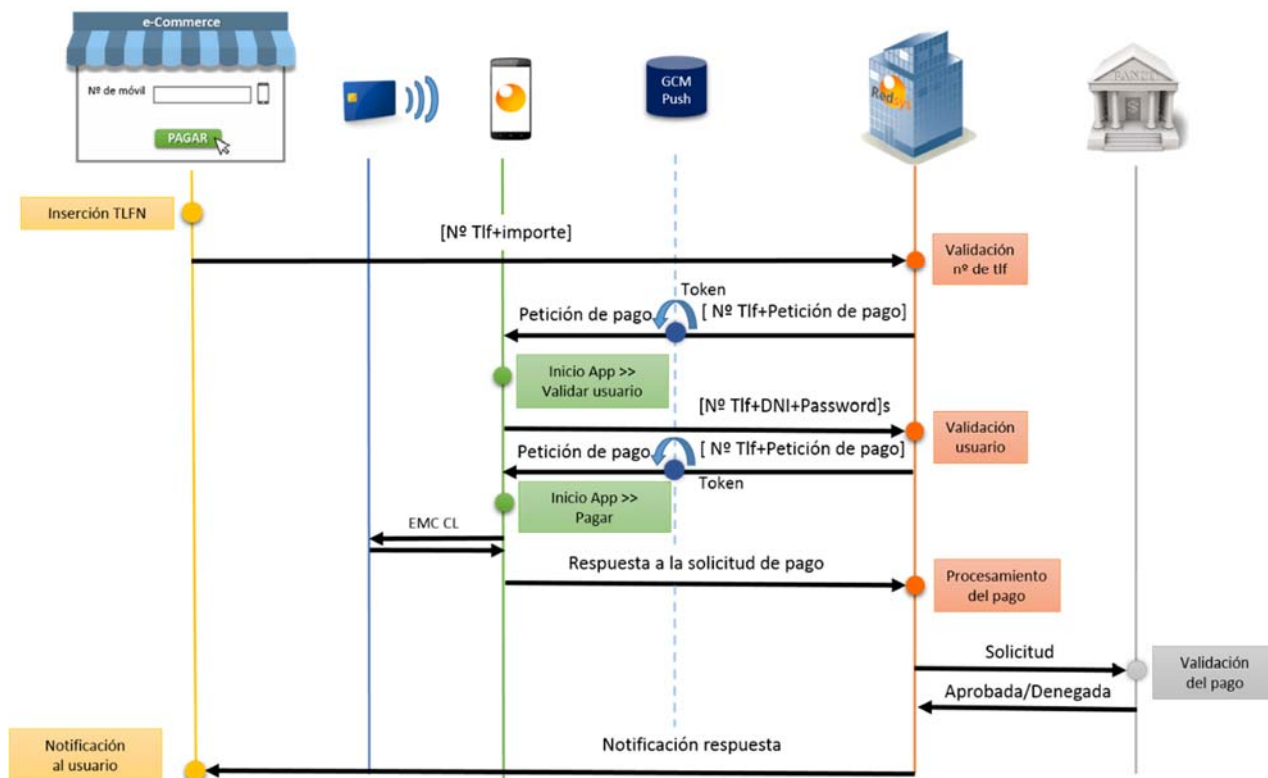 e-Commerce
Nº de móvil
PAGAR
GCM
Push
Redsys
BANCO
Inserción TLFN
[Nº Tlf+importe]
Validación
nº de tlf
Token
Petición de pago
[ Nº Tlf+Petición de pago]
Inicio App >>
Validar usuario
[Nº Tlf+DNI+Password]s
Validación
usuario
Petición de pago
[ Nº Tlf+Petición de pago]
Token
Inicio App >>
Pagar
EMC CL
Respuesta a la solicitud de pago
Procesamiento
del pago
Solicitud
Validación
del pago
Aprobada/Denegada
Notificación
al usuario
Notificación respuesta